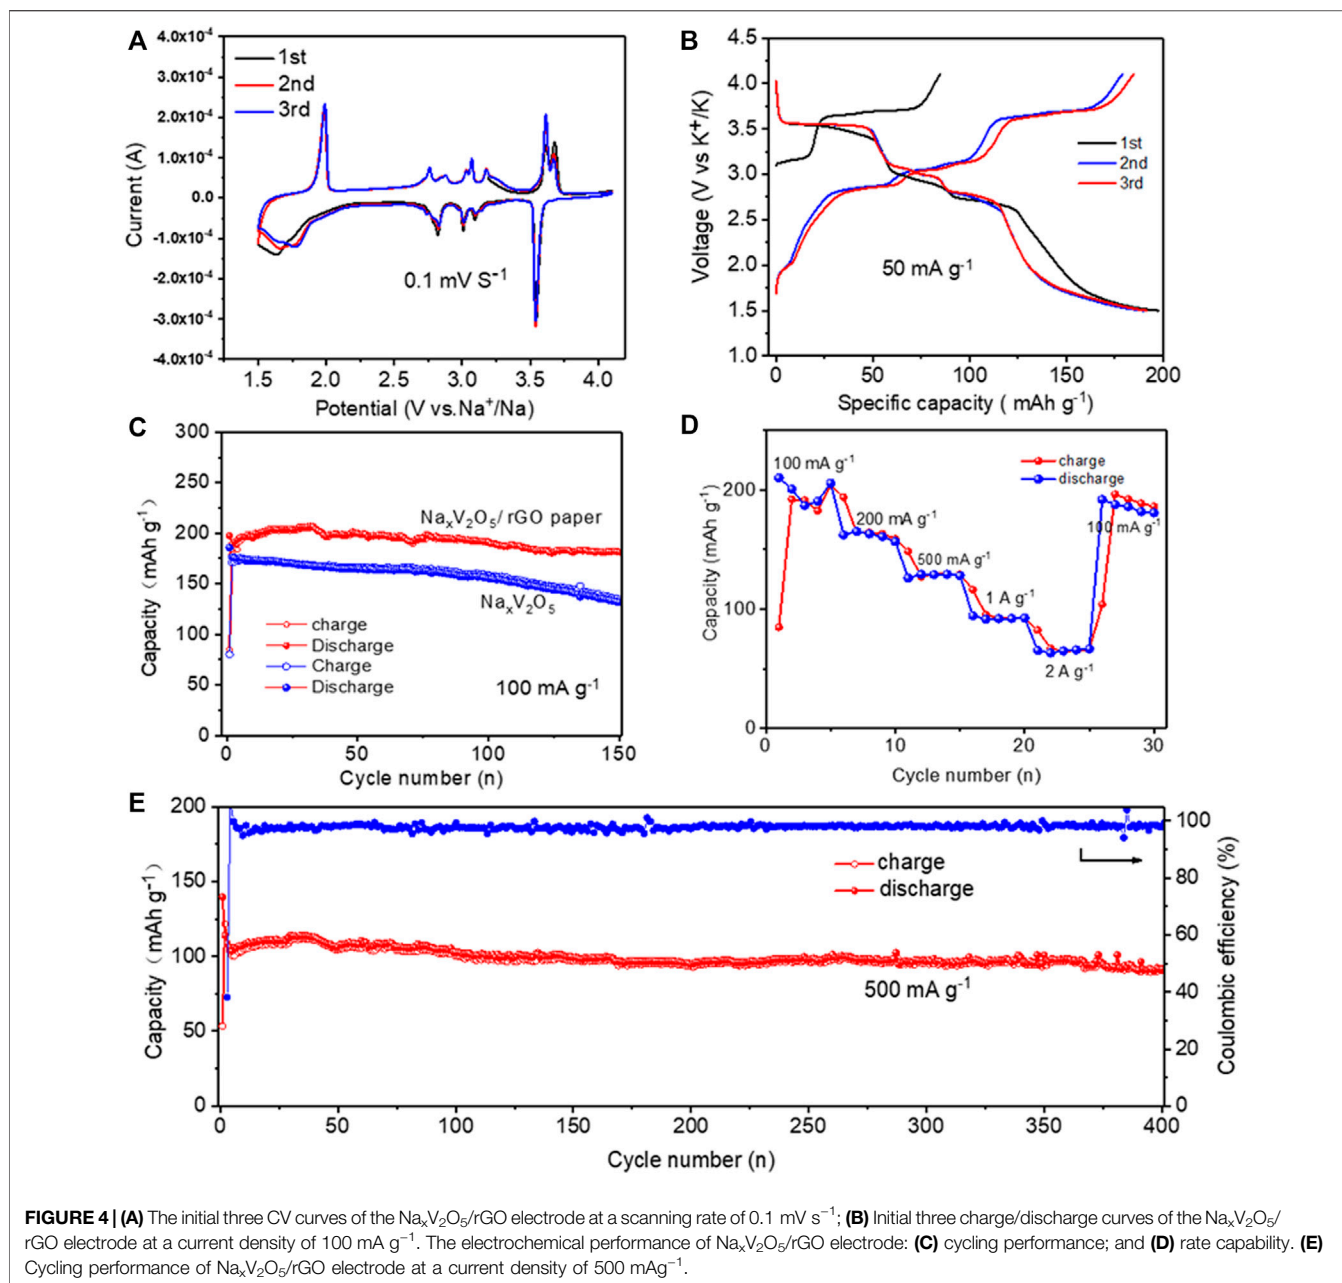 A
4.0x10⁻⁴
3.0x10⁻⁴
2.0x10⁻⁴
1.0x10⁻⁴
0.0
-1.0x10⁻⁴
-2.0x10⁻⁴
-3.0x10⁻⁴
-4.0x10⁻⁴
Current (A)
1st
2nd
3rd
0.1 mV S⁻¹
1.5 2.0 2.5 3.0 3.5 4.0
Potential (V vs.Na⁺/Na)
B
4.5
4.0
3.5
3.0
2.5
2.0
1.5
1.0
Voltage (V vs K⁺/K)
1st
2nd
3rd
50 mA g⁻¹
0 50 100 150 200
Specific capacity ( mAh g⁻¹)
C
300
250
200
150
100
50
0
Capacity (mAh g⁻¹)
NaₓV₂O₅/ rGO paper
NaₓV₂O₅
charge
Discharge
Charge
Discharge
100 mA g⁻¹
0 50 100 150
Cycle number (n)
D
200
100
0
Capacity (mAh g⁻¹)
charge
discharge
100 mA g⁻¹
200 mA g⁻¹
500 mA g⁻¹
1 A g⁻¹
2 A g⁻¹
100 mA g⁻¹
0 10 20 30
Cycle number (n)
E
200
150
100
50
0
Capacity (mAh g⁻¹)
charge
discharge
500 mA g⁻¹
100
80
60
40
20
0
Coulombic efficiency (%)
0 50 100 150 200 250 300 350 400
Cycle number (n)
FIGURE 4 | (A) The initial three CV curves of the NaₓV₂O₅/rGO electrode at a scanning rate of 0.1 mV s⁻¹; (B) Initial three charge/discharge curves of the NaₓV₂O₅/
rGO electrode at a current density of 100 mA g⁻¹. The electrochemical performance of NaₓV₂O₅/rGO electrode: (C) cycling performance; and (D) rate capability. (E)
Cycling performance of NaₓV₂O₅/rGO electrode at a current density of 500 mAg⁻¹.